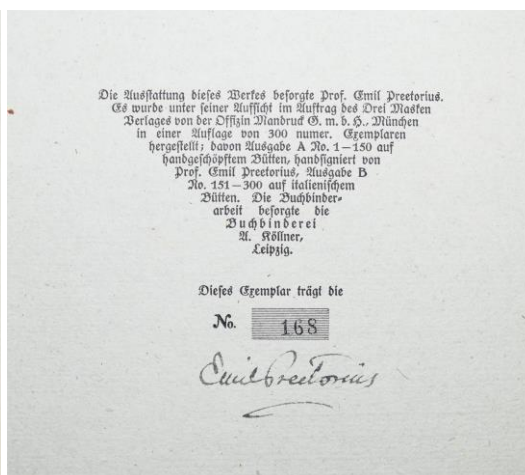 Die Ausstattung dieses Werkes besorgte Prof. Emil Preetorius.
Es wurde unter seiner Aufsicht im Auftrag des Drei Masken
Verlages von der Offizin Mandruck G. m. b. H., München
in einer Auflage von 300 numer. Exemplaren
hergestellt; davon Ausgabe A No. 1–150 auf
handgeschöpftem Bütten, handsigniert von
Prof. Emil Preetorius, Ausgabe B
No. 151–300 auf italienischem
Bütten. Die Buchbinder-
arbeit besorgte die
Buchbinderei
A. Köllner,
Leipzig.
Dieses Exemplar trägt die
No. 168
Emil Preetorius